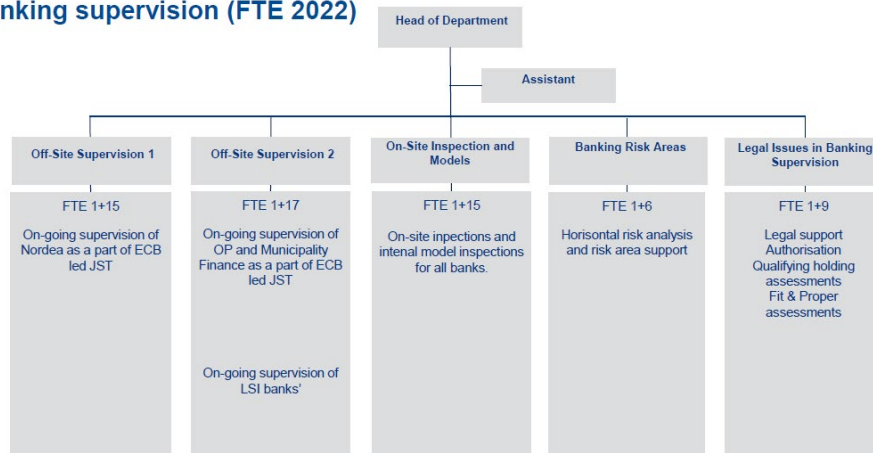 nking supervision (FTE 2022)
Head of Department
Assistant
Off-Site Supervision 1
Off-Site Supervision 2
On-Site Inspection and
Models
Banking Risk Areas
Legal Issues in Banking
Supervision
FTE 1+15
On-going supervision of
Nordea as a part of ECB
led JST
FTE 1+17
On-going supervision of
OP and Municipality
Finance as a part of ECB
led JST
On-going supervision of
LSI banks'
FTE 1+15
On-site inpections and
intenal model inspections
for all banks.
FTE 1+6
Horisontal risk analysis
and risk area support
FTE 1+9
Legal support
Authorisation
Qualifying holding
assessments
Fit & Proper
assessments